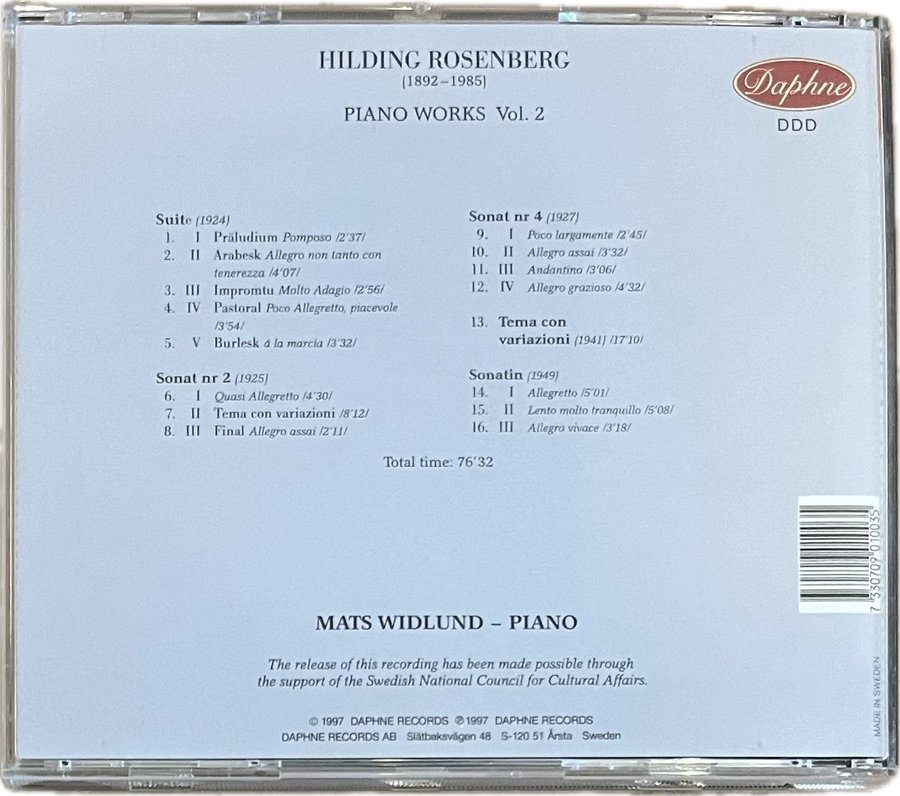 HILDING ROSENBERG
(1892–1985)
PIANO WORKS Vol. 2
Daphne
DDD
Suite (1924)
1. I Präludium Pomposo /2'37/
2. II Arabesk Allegro non tanto con
tenerezza /4'07/
3. III Impromtu Molto Adagio /2'56/
4. IV Pastoral Poco Allegretto, piacevole
/3'54/
5. V Burlesk á la marcia /3'32/
Sonat nr 2 (1925)
6. I Quasi Allegretto /4'30/
7. II Tema con variazioni /8'12/
8. III Final Allegro assai /2'11/
Sonat nr 4 (1927)
9. I Poco largamente /2'45/
10. II Allegro assai /3'32/
11. III Andantino /3'06/
12. IV Allegro grazioso /4'32/
13. Tema con
variazioni (1941) /17'10/
Sonatin (1949)
14. I Allegretto /5'01/
15. II Lento molto tranquillo /5'08/
16. III Allegro vivace /3'18/
Total time: 76'32
7 330709 010035
MATS WIDLUND – PIANO
The release of this recording has been made possible through
the support of the Swedish National Council for Cultural Affairs.
© 1997 DAPHNE RECORDS ℗ 1997 DAPHNE RECORDS
DAPHNE RECORDS AB Slätbaksvägen 48 S-120 51 Årsta Sweden
MADE IN SWEDEN